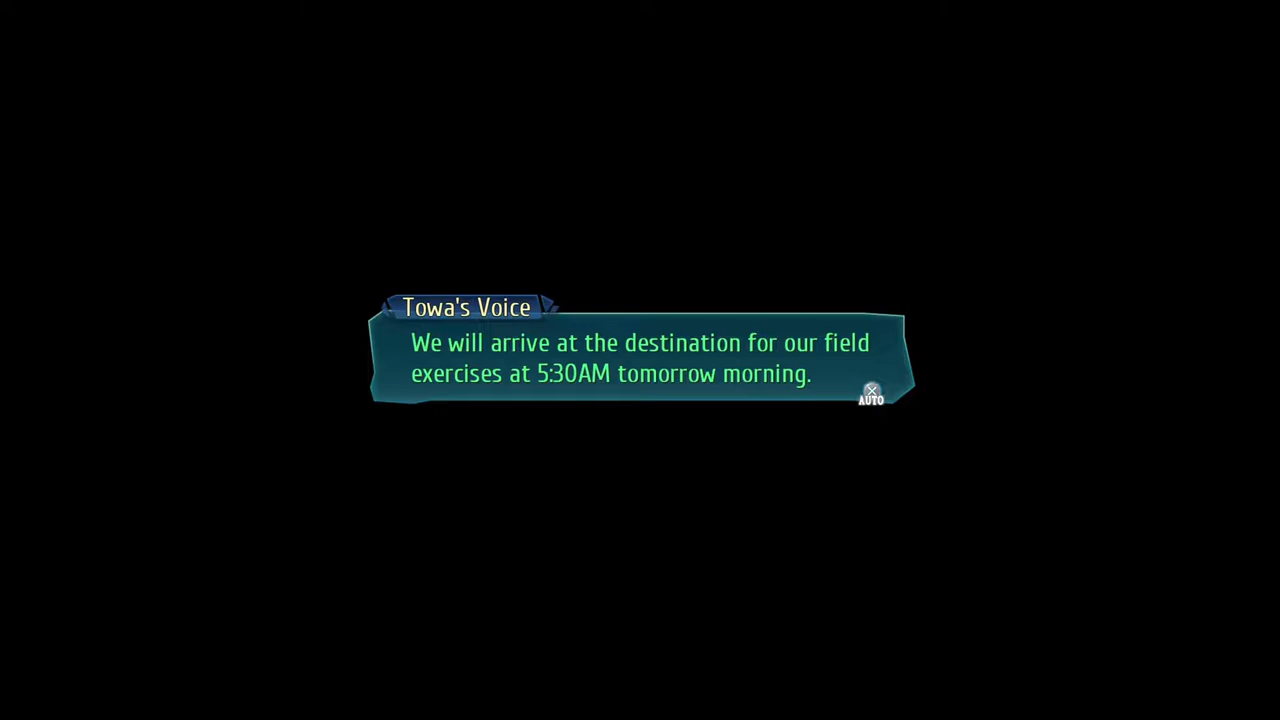 Towa's Voice
We will arrive at the destination for our field
exercises at 5:30AM tomorrow morning.
AUTO